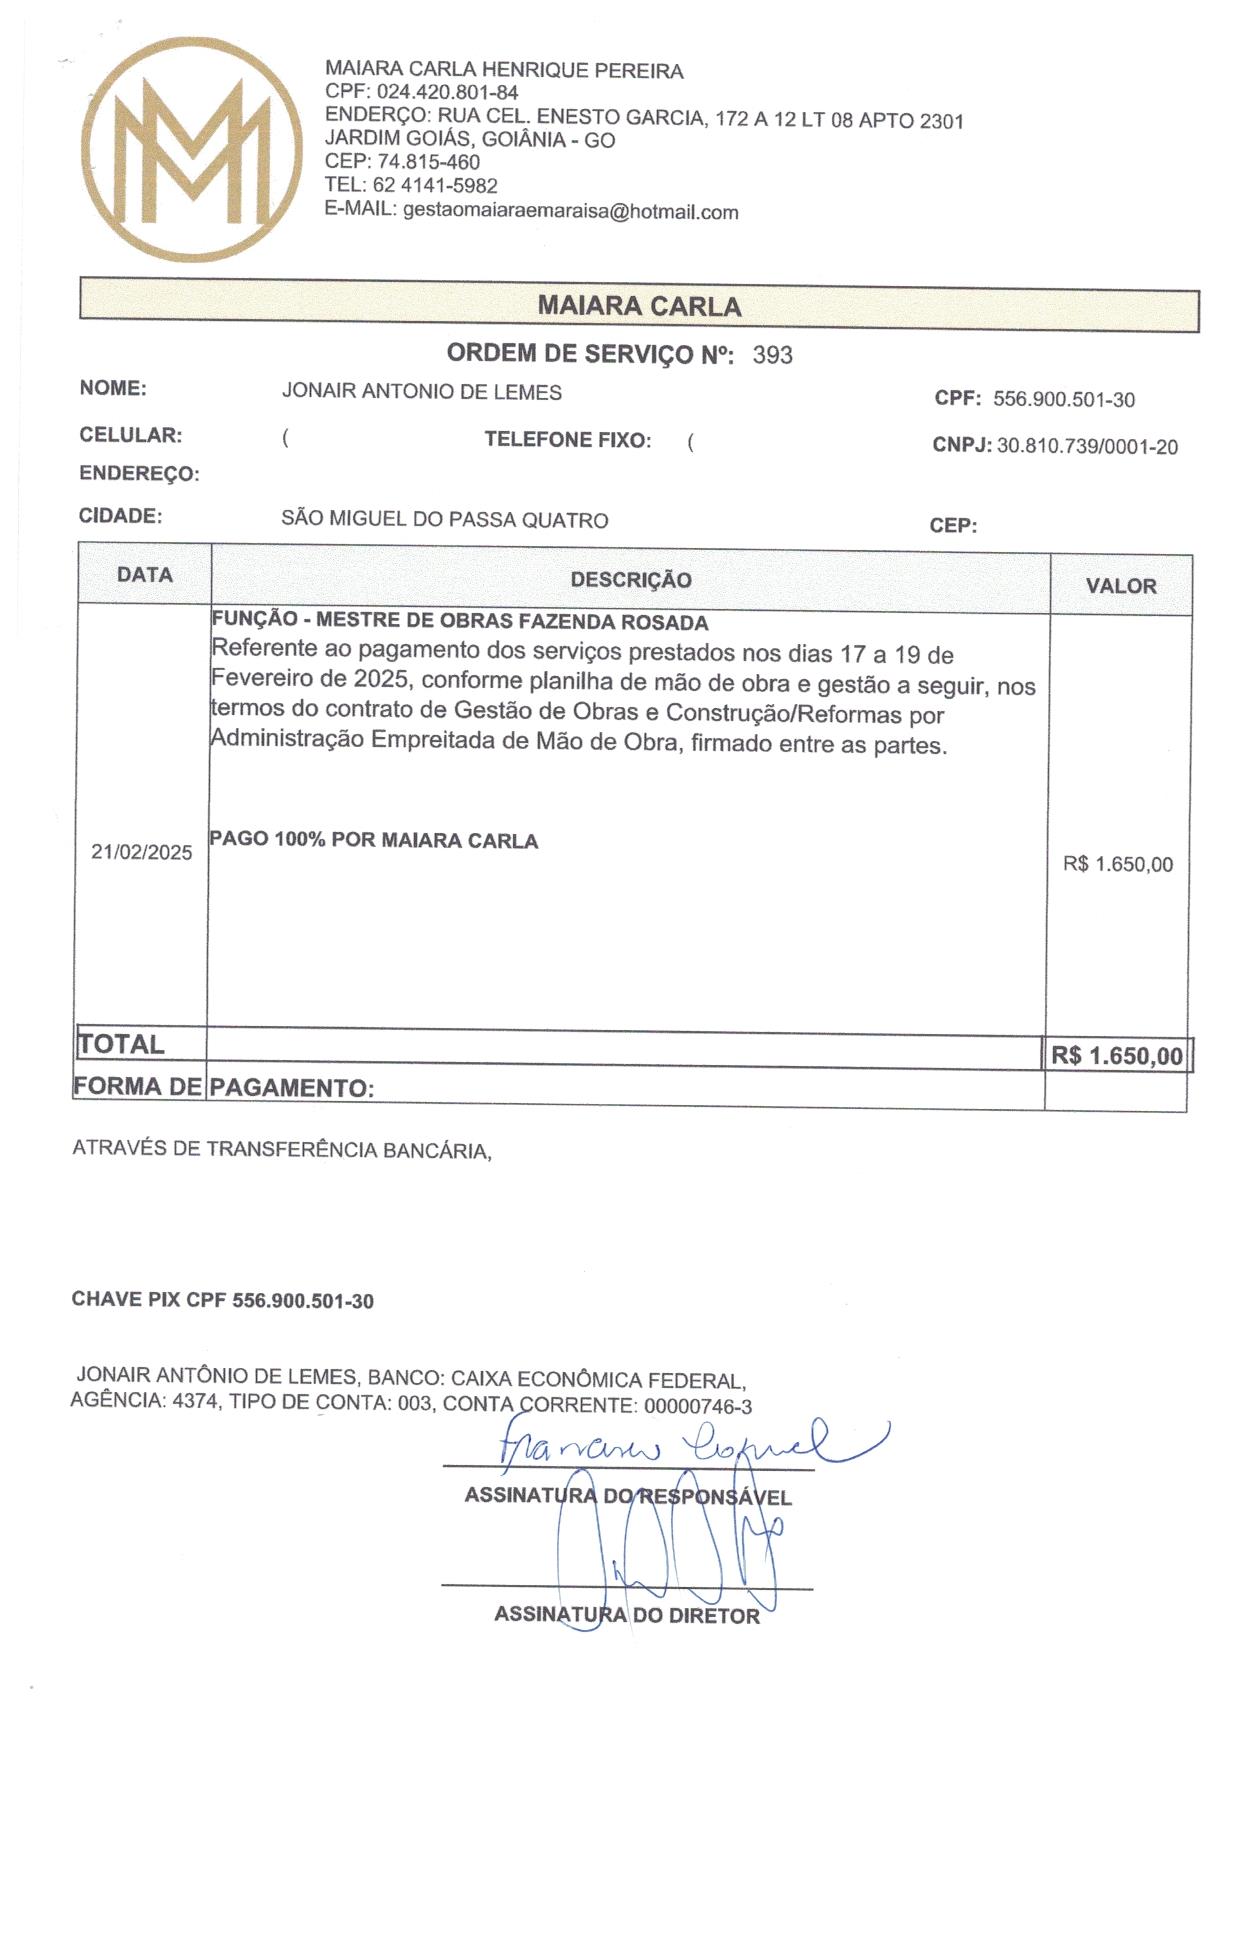 MAIARA CARLA HENRIQUE PEREIRA
CPF: 024.420.801-84
ENDERÇO: RUA CEL. ENESTO GARCIA, 172 A 12 LT 08 APTO 2301
JARDIM GOIÁS, GOIÂNIA - GO
CEP: 74.815-460
TEL: 62 4141-5982
E-MAIL: gestaomaiaraemaraisa@hotmail.com
MAIARA CARLA
ORDEM DE SERVIÇO Nº: 393
NOME: JONAIR ANTONIO DE LEMES CPF: 556.900.501-30
CELULAR: ( TELEFONE FIXO: ( CNPJ: 30.810.739/0001-20
ENDEREÇO:
CIDADE: SÃO MIGUEL DO PASSA QUATRO CEP:
DATA DESCRIÇÃO VALOR
FUNÇÃO - MESTRE DE OBRAS FAZENDA ROSADA
Referente ao pagamento dos serviços prestados nos dias 17 a 19 de
Fevereiro de 2025, conforme planilha de mão de obra e gestão a seguir, nos
termos do contrato de Gestão de Obras e Construção/Reformas por
Administração Empreitada de Mão de Obra, firmado entre as partes.
PAGO 100% POR MAIARA CARLA
21/02/2025 R$ 1.650,00
TOTAL R$ 1.650,00
FORMA DE PAGAMENTO:
ATRAVÉS DE TRANSFERÊNCIA BANCÁRIA,
CHAVE PIX CPF 556.900.501-30
JONAIR ANTÔNIO DE LEMES, BANCO: CAIXA ECONÔMICA FEDERAL,
AGÊNCIA: 4374, TIPO DE CONTA: 003, CONTA CORRENTE: 00000746-3
ASSINATURA DO RESPONSÁVEL
ASSINATURA DO DIRETOR